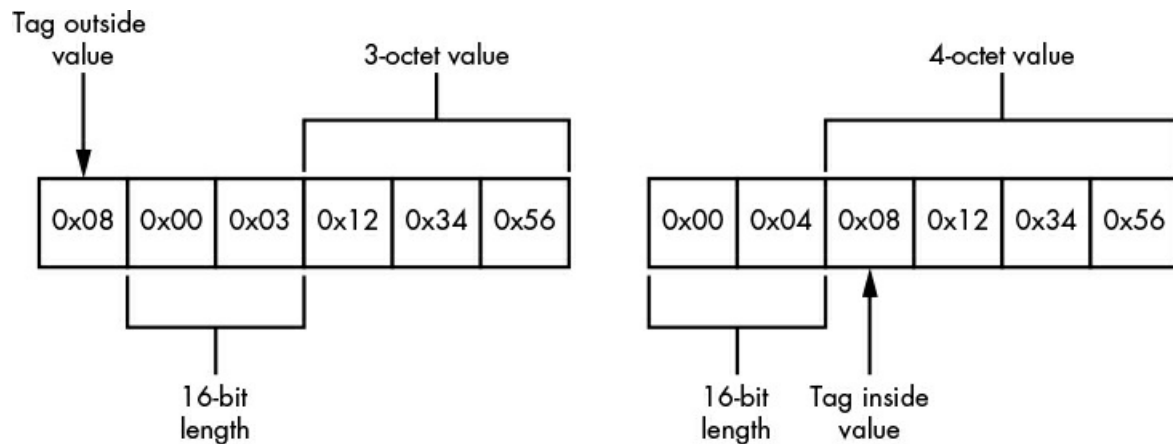 Tag outside
value
3-octet value
4-octet value
0x08 0x00 0x03 0x12 0x34 0x56
0x00 0x04 0x08 0x12 0x34 0x56
16-bit
length
16-bit
length
Tag inside
value